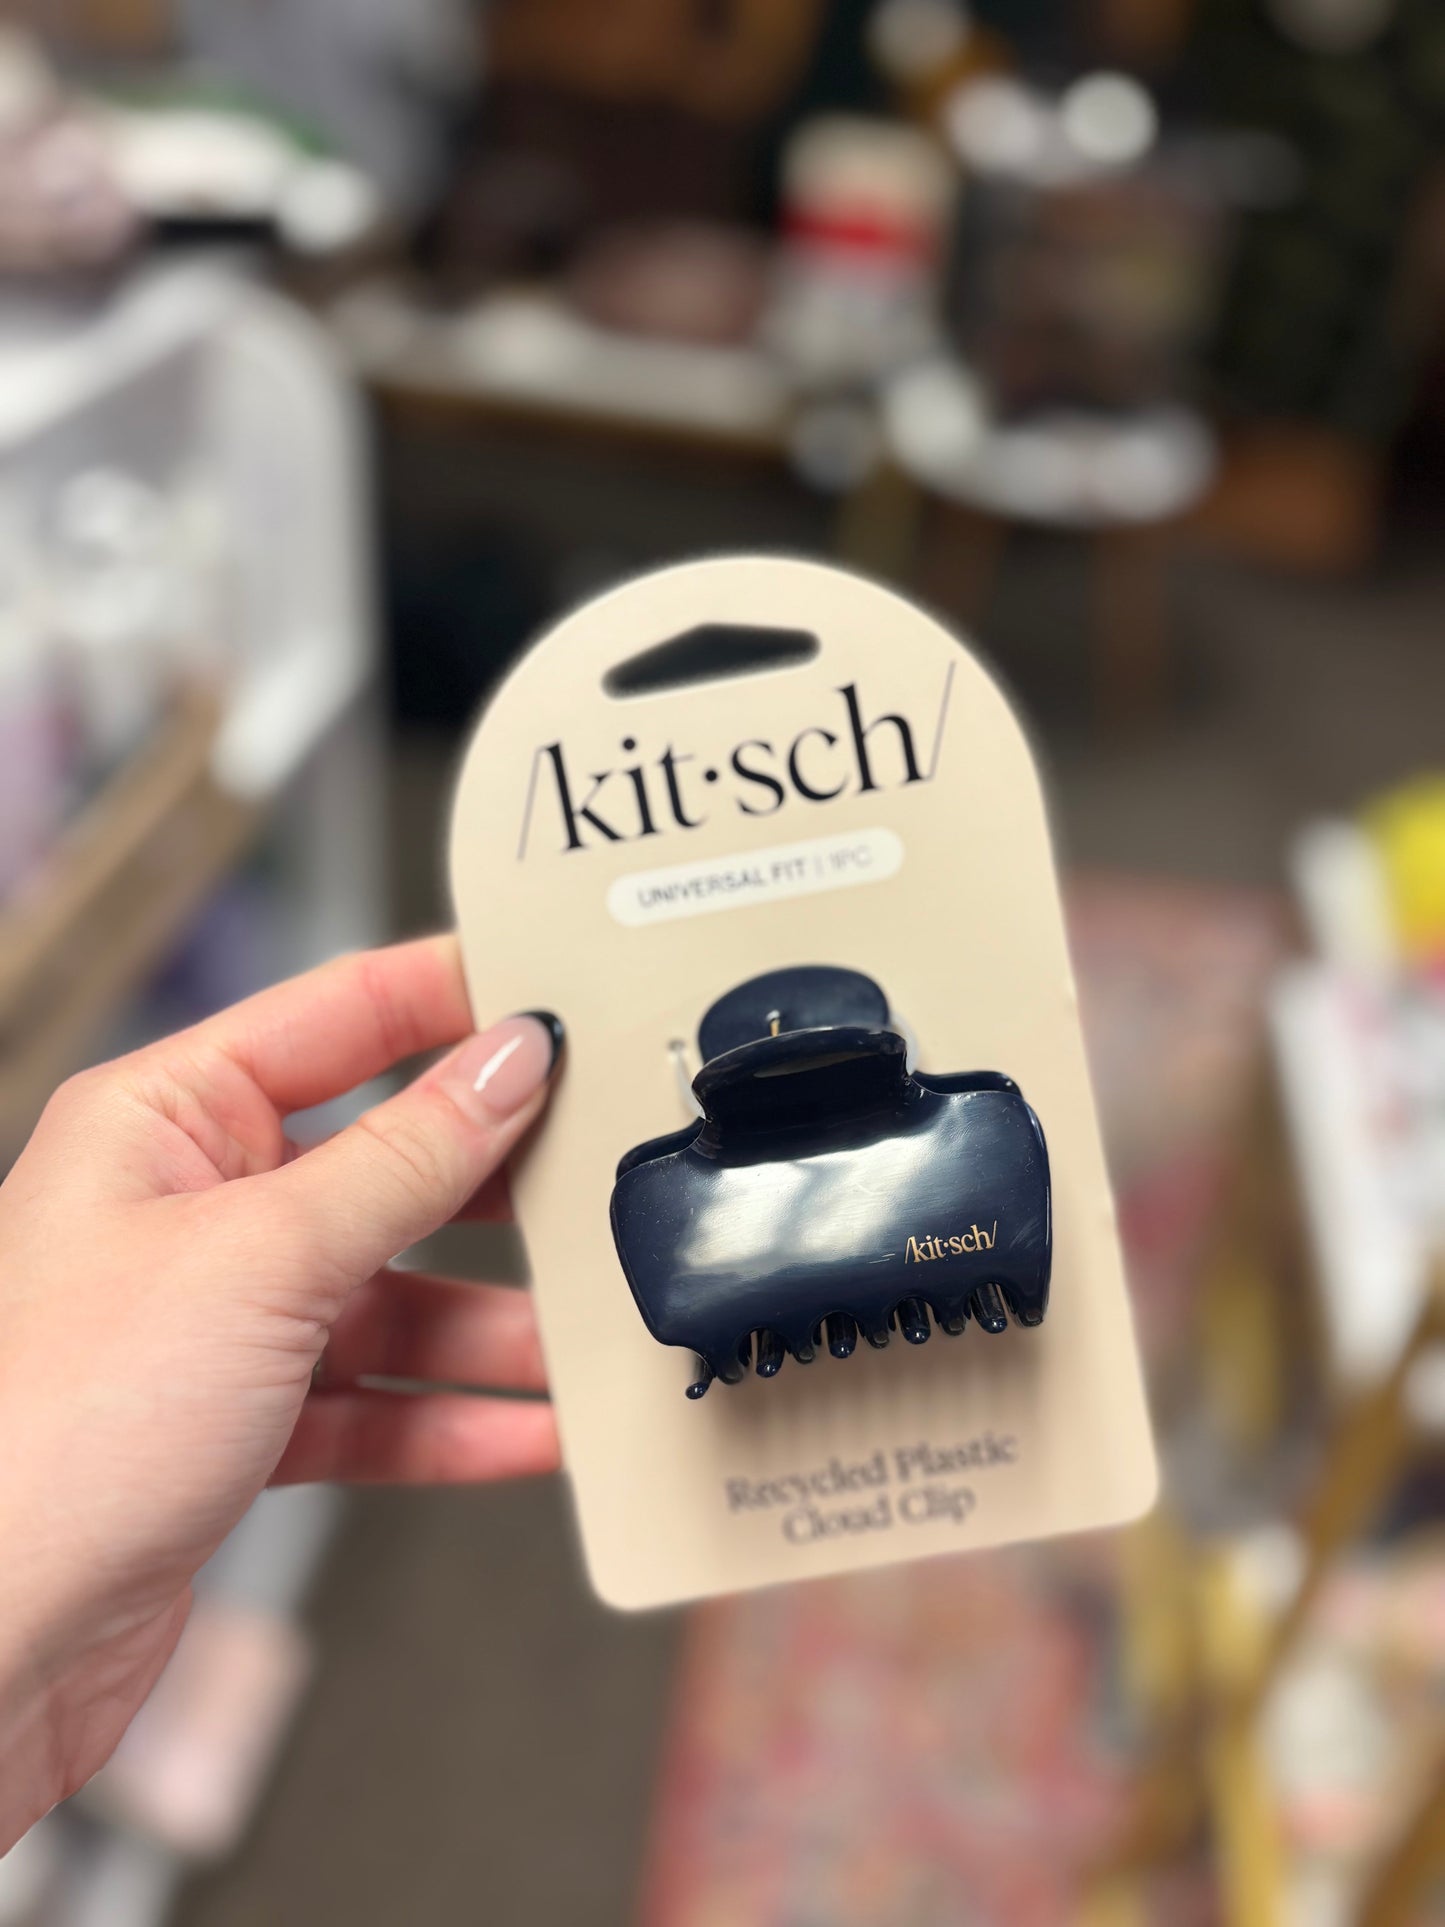 /kit·sch/
UNIVERSAL FIT | 1PC
/kit·sch/
Recycled Plastic
Cloud Clip